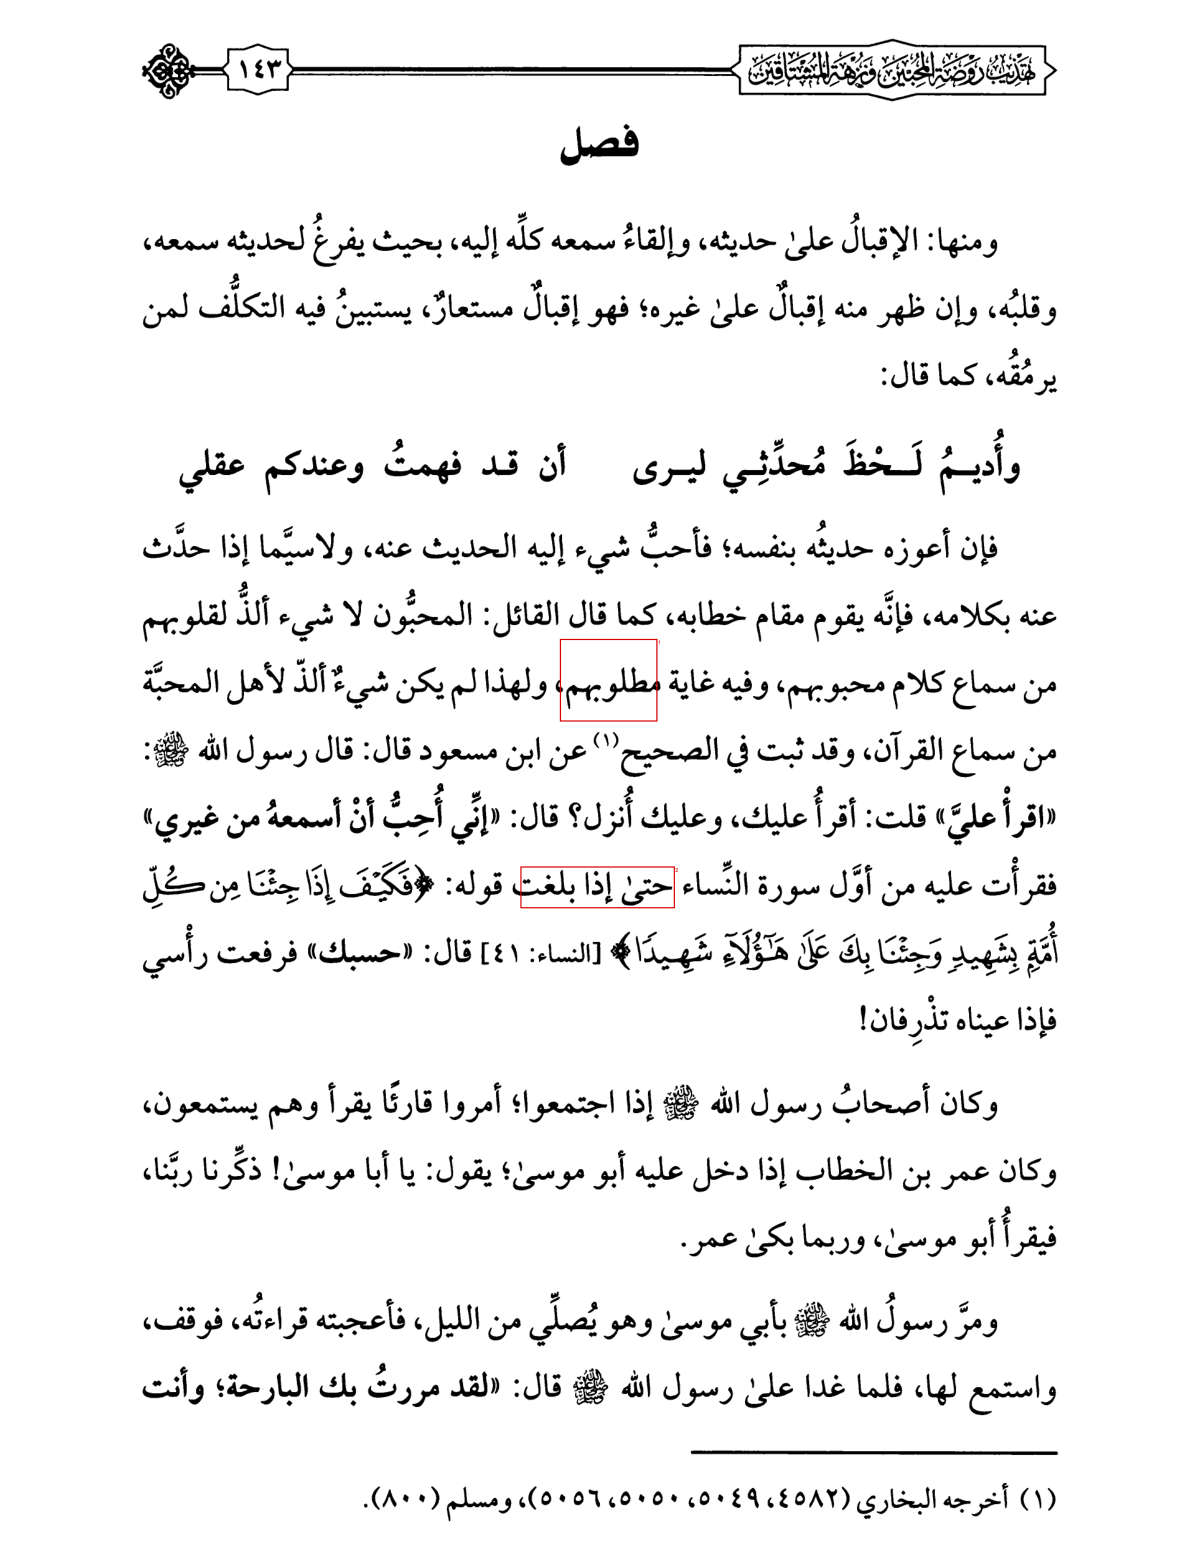 تهذيب روضة المحبين ونزهة المشتاقين
١٤٣
فصل
ومنها: الإقبالُ علىٰ حديثه، وإلقاءُ سمعه كلِّه إليه، بحيث يفرغُ لحديثه سمعه،
وقلبُه، وإن ظهر منه إقبالٌ علىٰ غيره؛ فهو إقبالٌ مستعارٌ، يستبينُ فيه التكلُّف لمن
يرمُقُه، كما قال:
وأُديـمُ لَـحْظَ مُحدِّثِـي ليـرى أن قد فهمتُ وعندكم عقلي
فإن أعوزه حديثُه بنفسه؛ فأحبُّ شيء إليه الحديث عنه، ولاسيَّما إذا حدَّث
عنه بكلامه، فإنَّه يقوم مقام خطابه، كما قال القائل: المحبُّون لا شيء ألذُّ لقلوبهم
من سماع كلام محبوبهم، وفيه غاية مطلوبهم، ولهذا لم يكن شيءٌ ألذّ لأهل المحبَّة
من سماع القرآن، وقد ثبت في الصحيح(١) عن ابن مسعود قال: قال رسول الله ﷺ:
«اقرأْ عليَّ» قلت: أقرأُ عليك، وعليك أُنزل؟ قال: «إنِّي أُحِبُّ أنْ أسمعهُ من غيري»
فقرأْت عليه من أوَّل سورة النِّساء حتىٰ إذا بلغت قوله: ﴿فَكَيْفَ إِذَا جِئْنَا مِن كُلِّ
أُمَّةٍۭ بِشَهِيدٍ وَجِئْنَا بِكَ عَلَىٰ هَٰٓؤُلَآءِ شَهِيدًا﴾ [النساء: ٤١] قال: «حسبك» فرفعت رأْسي
فإذا عيناه تذْرِفان!
وكان أصحابُ رسول الله ﷺ إذا اجتمعوا؛ أمروا قارئًا يقرأ وهم يستمعون،
وكان عمر بن الخطاب إذا دخل عليه أبو موسىٰ؛ يقول: يا أبا موسىٰ! ذكِّرنا ربَّنا،
فيقرأُ أبو موسىٰ، وربما بكىٰ عمر.
ومرَّ رسولُ الله ﷺ بأبي موسىٰ وهو يُصلِّي من الليل، فأعجبته قراءتُه، فوقف،
واستمع لها، فلما غدا علىٰ رسول الله ﷺ قال: «لقد مررتُ بك البارحة؛ وأنت
(١) أخرجه البخاري (٤٥٨٢، ٥٠٤٩، ٥٠٥٠، ٥٠٥٦)، ومسلم (٨٠٠).